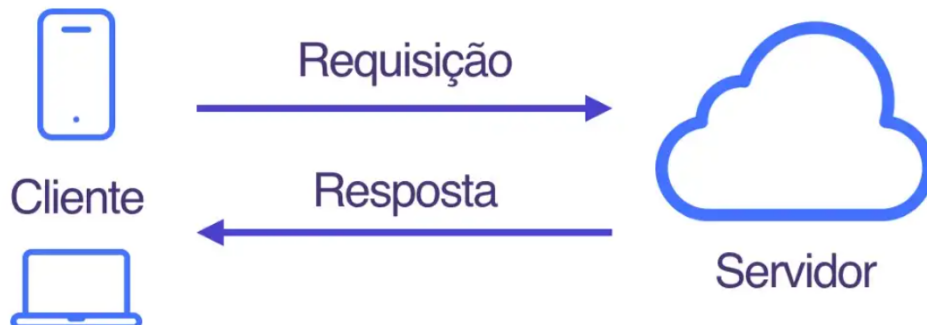 Requisição
Cliente
Resposta
Servidor